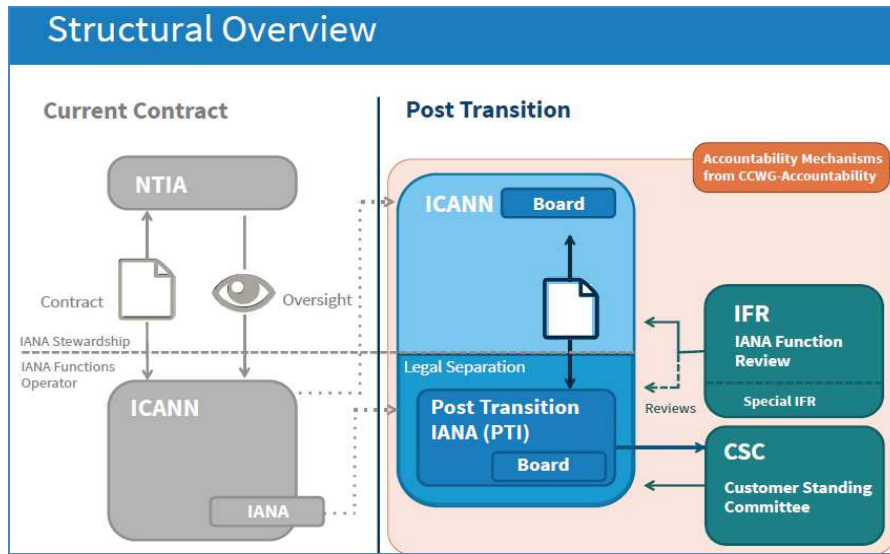 Structural Overview
Current Contract
NTIA
Contract
Oversight
IANA Stewardship
IANA Functions
Operator
ICANN
IANA
Post Transition
Accountability Mechanisms
from CCWG-Accountability
ICANN
Board
Legal Separation
Post Transition
IANA (PTI)
Board
Reviews
IFR
IANA Function
Review
Special IFR
CSC
Customer Standing
Committee